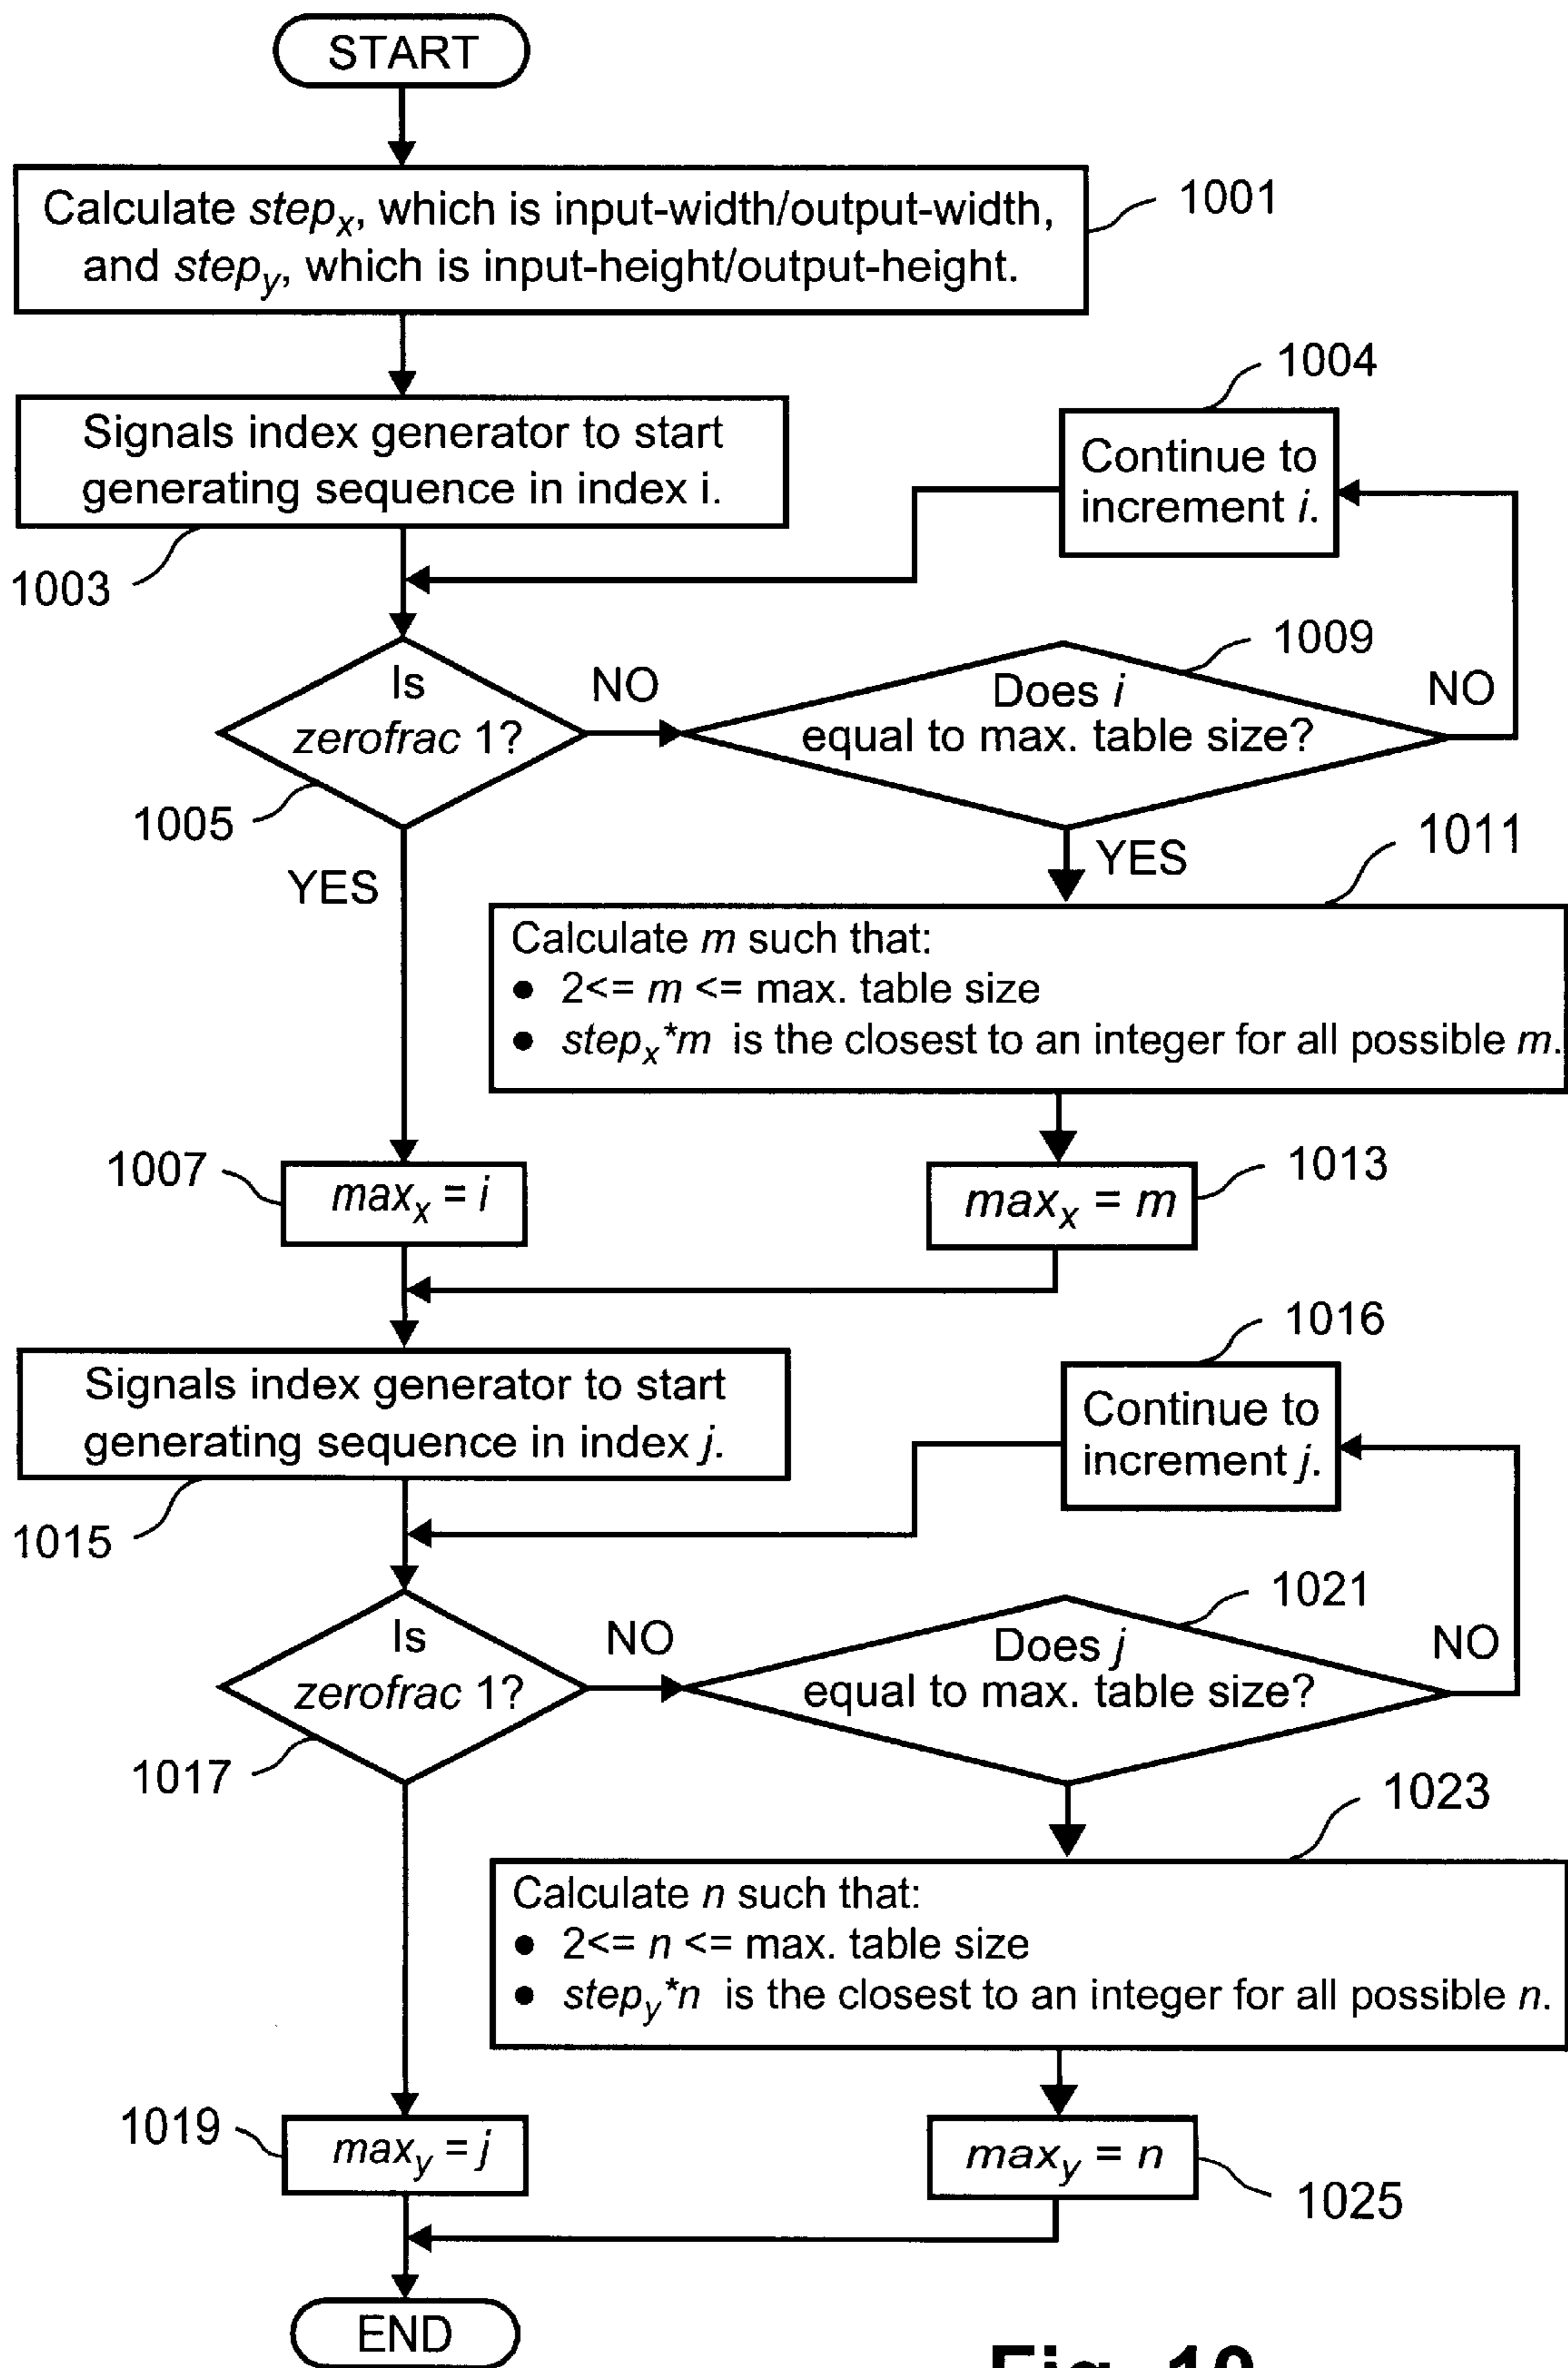 START
Calculate stepx, which is input-width/output-width,
and stepy, which is input-height/output-height.
1001
Signals index generator to start
generating sequence in index i.
1003
1004
Continue to
increment i.
Is
zerofrac 1?
1005
NO
1009
Does i
equal to max. table size?
NO
YES
YES
1011
Calculate m such that:
• 2<= m <= max. table size
• stepx*m is the closest to an integer for all possible m.
1007
maxx = i
1013
maxx = m
Signals index generator to start
generating sequence in index j.
1015
1016
Continue to
increment j.
Is
zerofrac 1?
1017
NO
1021
Does j
equal to max. table size?
NO
1023
Calculate n such that:
• 2<= n <= max. table size
• stepy*n is the closest to an integer for all possible n.
1019
maxy = j
maxy = n
1025
END
Fig. 10